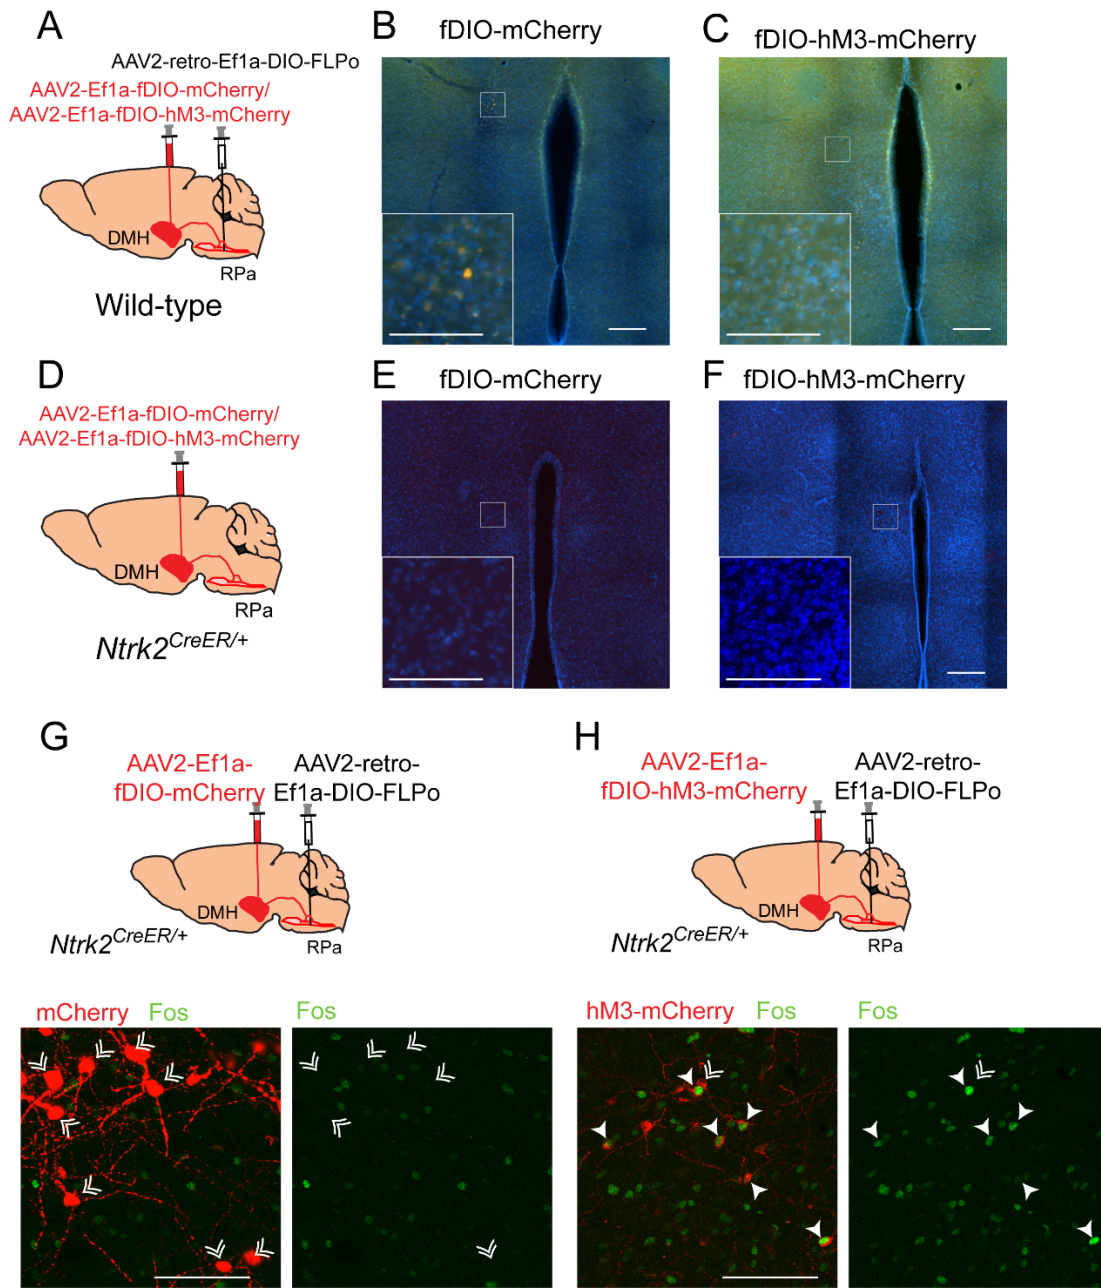 A
AAV2-retro-Ef1a-DIO-FLPo
AAV2-Ef1a-fDIO-mCherry/
AAV2-Ef1a-fDIO-hM3-mCherry
DMH
RPa
Wild-type
B
fDIO-mCherry
C
fDIO-hM3-mCherry
D
AAV2-Ef1a-fDIO-mCherry/
AAV2-Ef1a-fDIO-hM3-mCherry
DMH
RPa
Ntrk2CreER/+
E
fDIO-mCherry
F
fDIO-hM3-mCherry
G
AAV2-Ef1a-
fDIO-mCherry
AAV2-retro-
Ef1a-DIO-FLPo
DMH
Ntrk2CreER/+
RPa
mCherry Fos
Fos
H
AAV2-Ef1a-
fDIO-hM3-mCherry
AAV2-retro-
Ef1a-DIO-FLPo
DMH
Ntrk2CreER/+
RPa
hM3-mCherry Fos
Fos